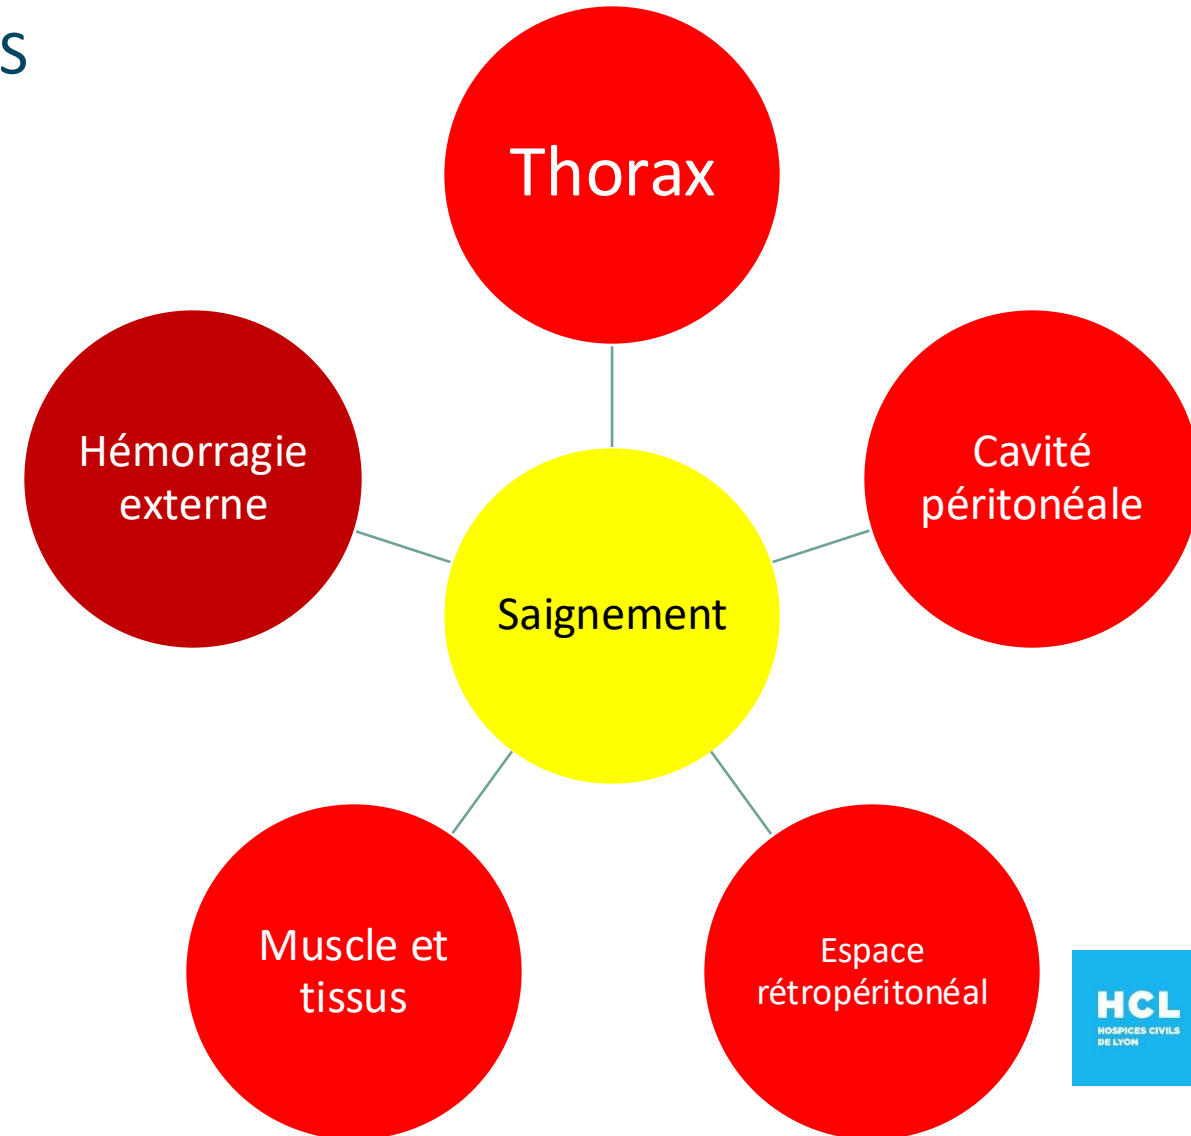 s
Thorax
Hémorragie
externe
Cavité
péritonéale
Saignement
Muscle et
tissus
Espace
rétropéritonéal
HCL
HOSPICES CIVILS
DE LYON